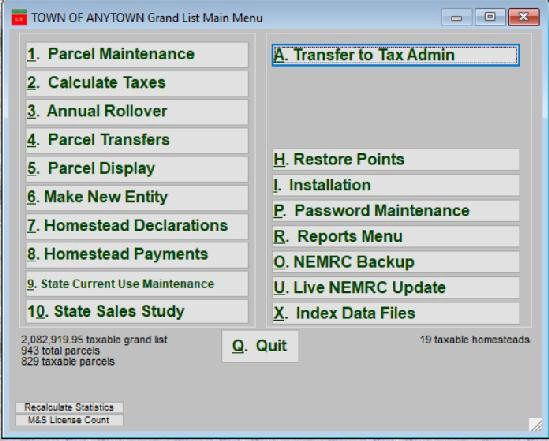 TOWN OF ANYTOWN Grand List Main Menu
1. Parcel Maintenance
2. Calculate Taxes
3. Annual Rollover
4. Parcel Transfers
5. Parcel Display
6. Make New Entity
7. Homestead Declarations
8. Homestead Payments
9. State Current Use Maintenance
10. State Sales Study
A. Transfer to Tax Admin
H. Restore Points
I. Installation
P. Password Maintenance
R. Reports Menu
O. NEMRC Backup
U. Live NEMRC Update
X. Index Data Files
2,082,919.95 taxable grand list
943 total parcels
829 taxable parcels
Q. Quit
19 taxable homesteads
Recalculate Statistics
M&S License Count